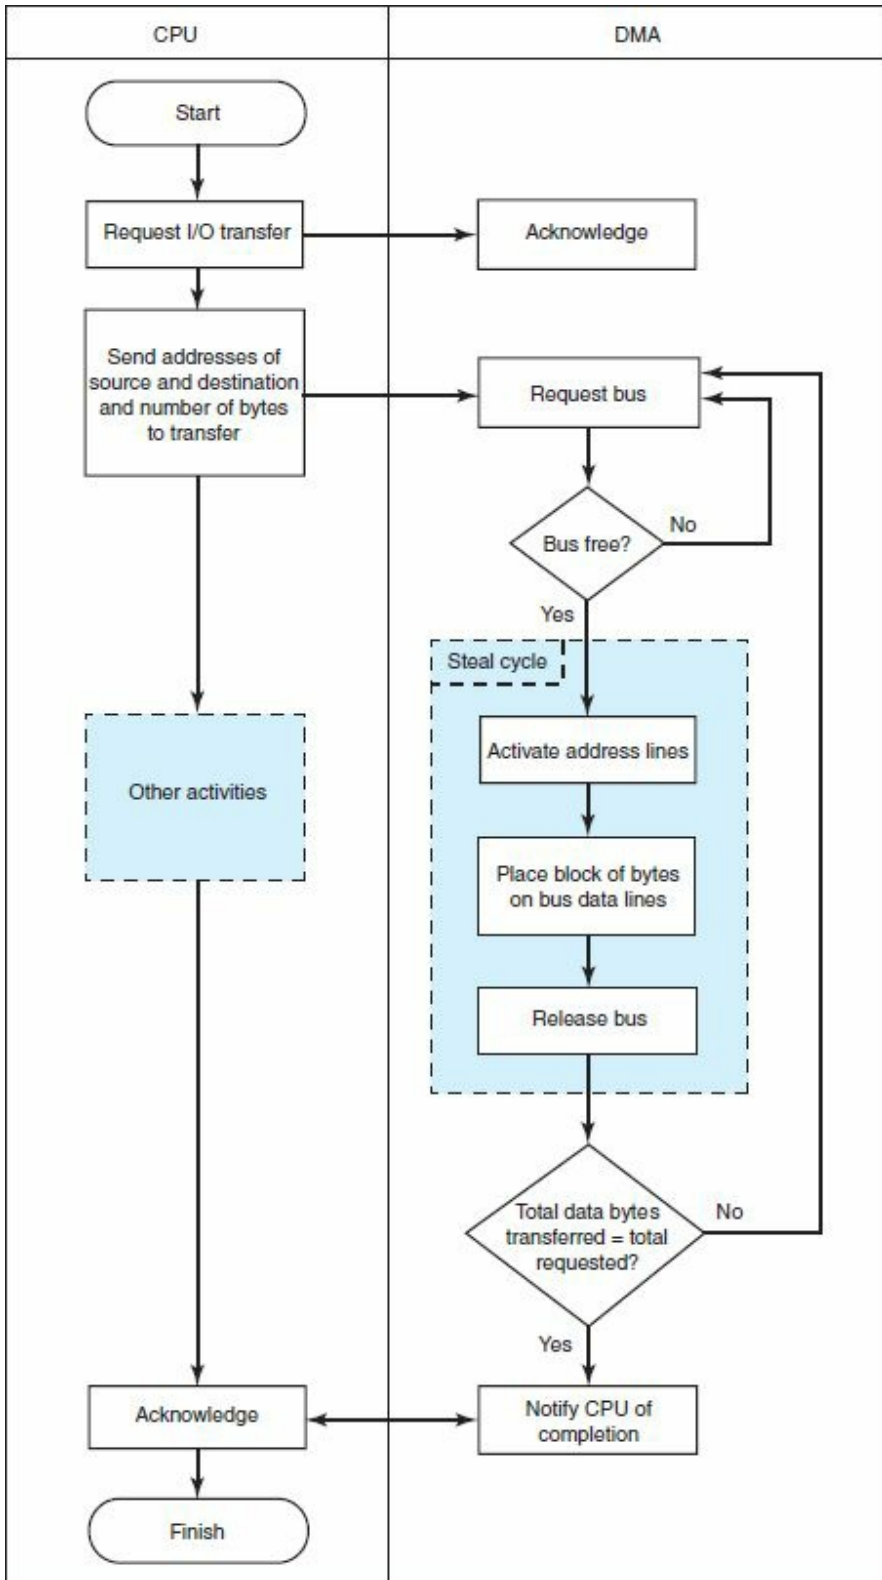 CPU
DMA
Start
Request I/O transfer
Acknowledge
Send addresses of
source and destination
and number of bytes
to transfer
Request bus
Bus free?
No
Yes
Steal cycle
Activate address lines
Other activities
Place block of bytes
on bus data lines
Release bus
Total data bytes
transferred = total
requested?
No
Yes
Acknowledge
Notify CPU of
completion
Finish